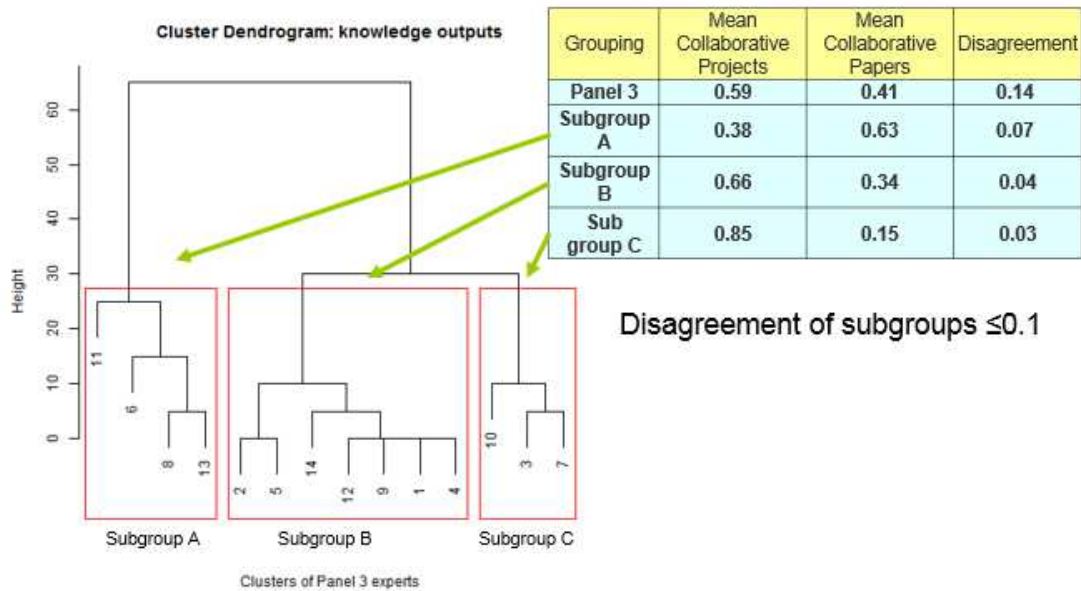 Cluster Dendrogram: knowledge outputs
Grouping
Mean
Collaborative
Projects
Mean
Collaborative
Papers
Disagreement
Panel 3 0.59 0.41 0.14
Subgroup
A
0.38 0.63 0.07
Subgroup
B
0.66 0.34 0.04
Sub
group C
0.85 0.15 0.03
Disagreement of subgroups ≤0.1
Height
60
50
40
30
20
10
0
11
6
8
13
2
5
14
12
9
1
4
10
3
7
Subgroup A Subgroup B Subgroup C
Clusters of Panel 3 experts